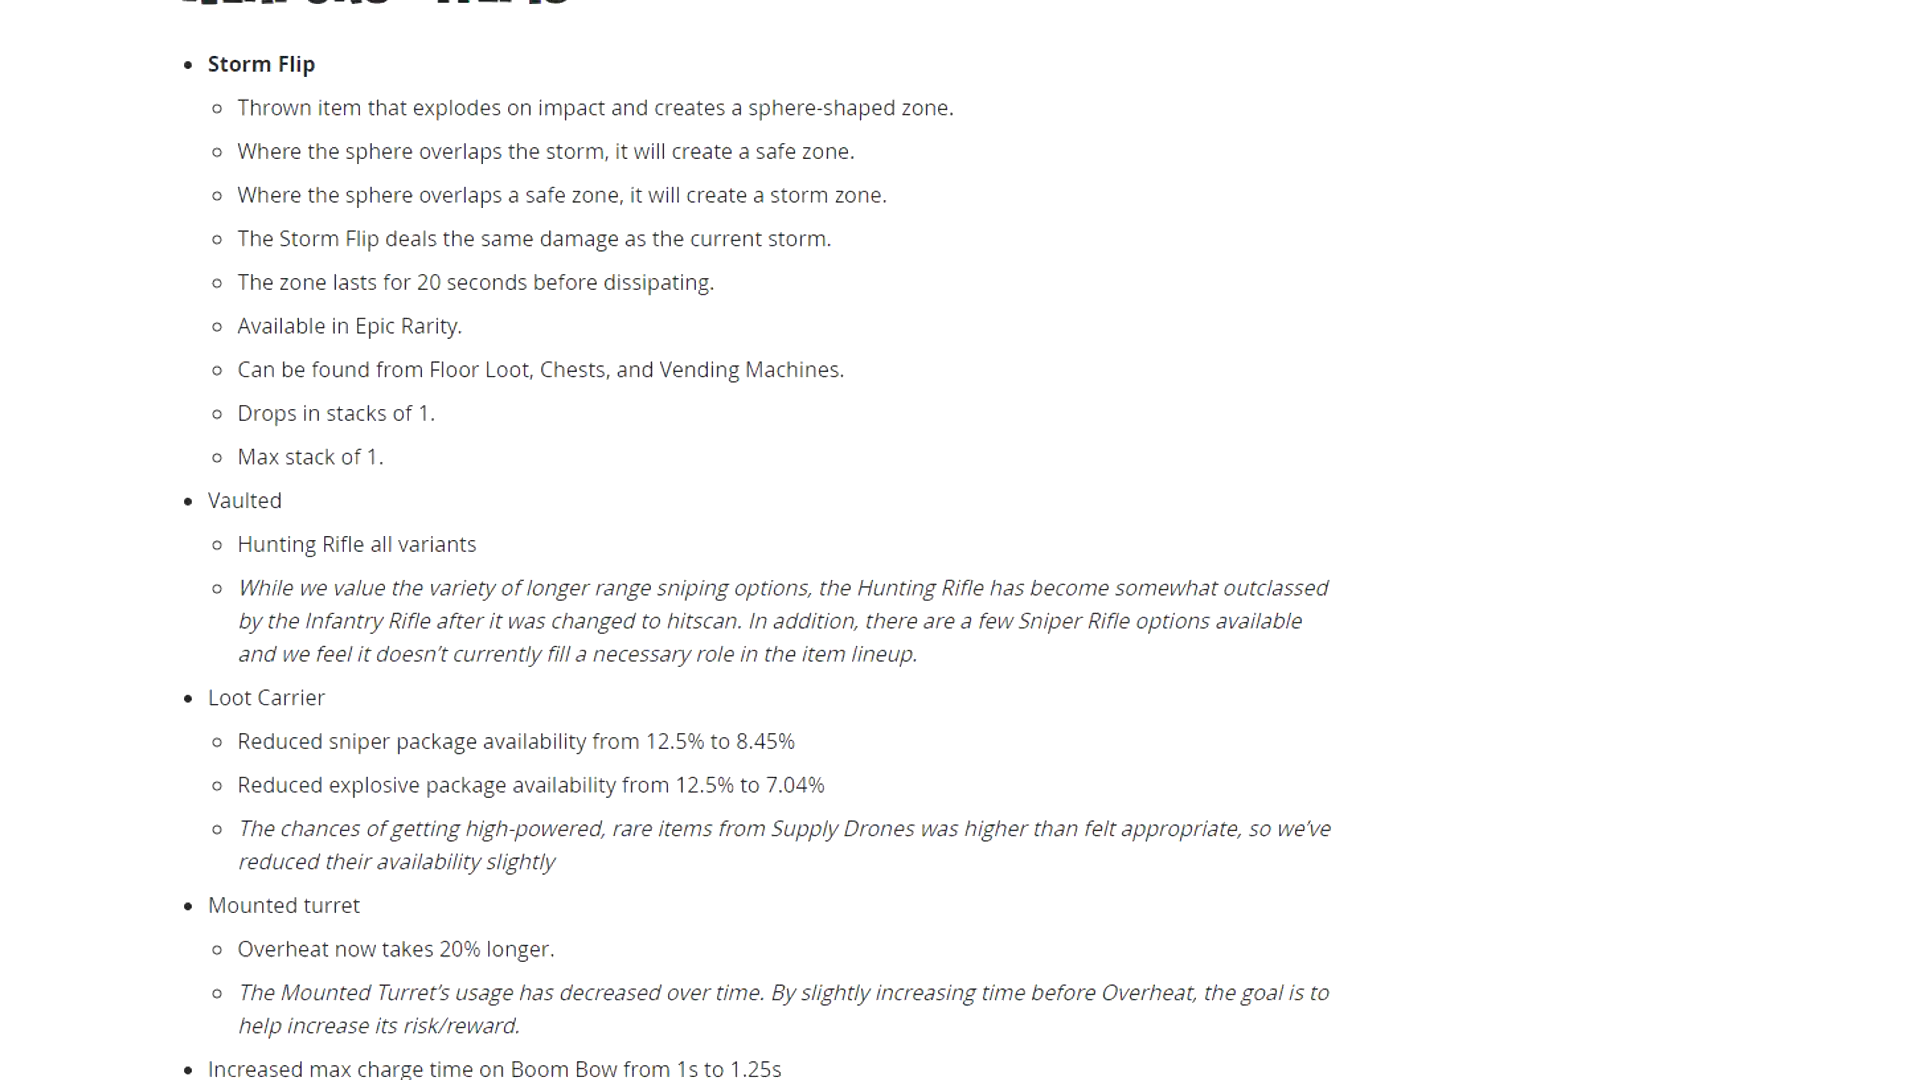 Storm Flip
Thrown item that explodes on impact and creates a sphere-shaped zone.
Where the sphere overlaps the storm, it will create a safe zone.
Where the sphere overlaps a safe zone, it will create a storm zone.
The Storm Flip deals the same damage as the current storm.
The zone lasts for 20 seconds before dissipating.
Available in Epic Rarity.
Can be found from Floor Loot, Chests, and Vending Machines.
Drops in stacks of 1.
Max stack of 1.
Vaulted
Hunting Rifle all variants
While we value the variety of longer range sniping options, the Hunting Rifle has become somewhat outclassed
by the Infantry Rifle after it was changed to hitscan. In addition, there are a few Sniper Rifle options available
and we feel it doesn’t currently fill a necessary role in the item lineup.
Loot Carrier
Reduced sniper package availability from 12.5% to 8.45%
Reduced explosive package availability from 12.5% to 7.04%
The chances of getting high-powered, rare items from Supply Drones was higher than felt appropriate, so we’ve
reduced their availability slightly
Mounted turret
Overheat now takes 20% longer.
The Mounted Turret’s usage has decreased over time. By slightly increasing time before Overheat, the goal is to
help increase its risk/reward.
Increased max charge time on Boom Bow from 1s to 1.25s